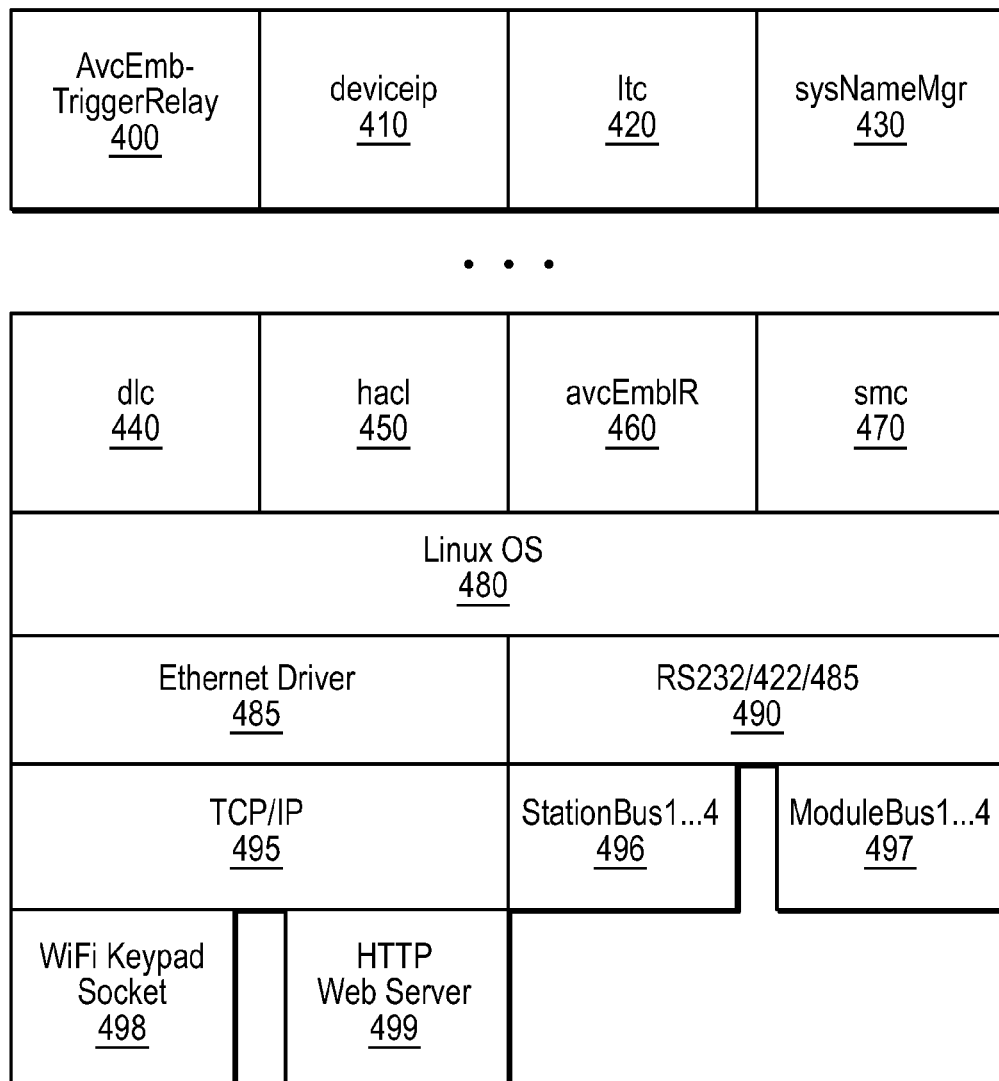 AvcEmb-
TriggerRelay
400
deviceip
410
ltc
420
sysNameMgr
430
• • •
dlc
440
hacl
450
avcEmbIR
460
smc
470
Linux OS
480
Ethernet Driver
485
RS232/422/485
490
TCP/IP
495
StationBus1...4
496
ModuleBus1...4
497
WiFi Keypad
Socket
498
HTTP
Web Server
499